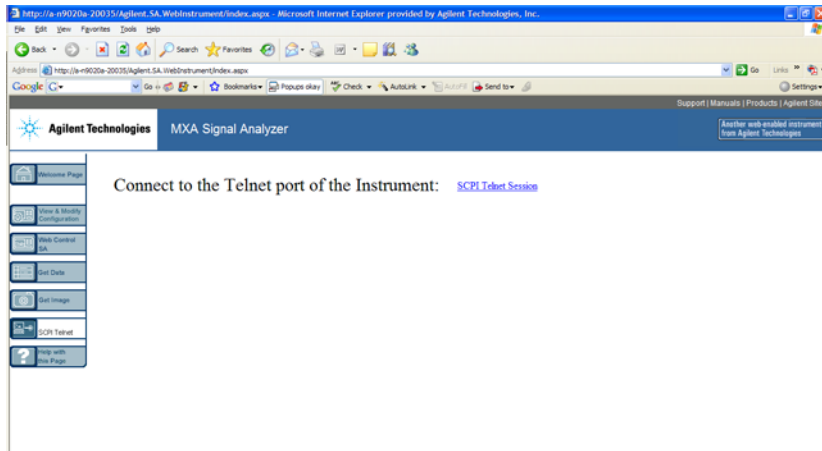 http://a-n9020a-20035/Agilent.SA.WebInstrument/index.aspx - Microsoft Internet Explorer provided by Agilent Technologies, Inc.
File Edit View Favorites Tools Help
Back Search Favorites
Address http://a-n9020a-20035/Agilent.SA.WebInstrument/index.aspx Go Links
Google G Go Bookmarks Popups okay Check AutoLink AutoFill Send to Settings
Support | Manuals | Products | Agilent Site
Agilent Technologies MXA Signal Analyzer
Another web-enabled instrument
from Agilent Technologies
Welcome Page
Connect to the Telnet port of the Instrument: SCPI Telnet Session
View & Modify
Configuration
Web Control
SA
Get Data
Get Image
SCPI Telnet
Help with
this Page